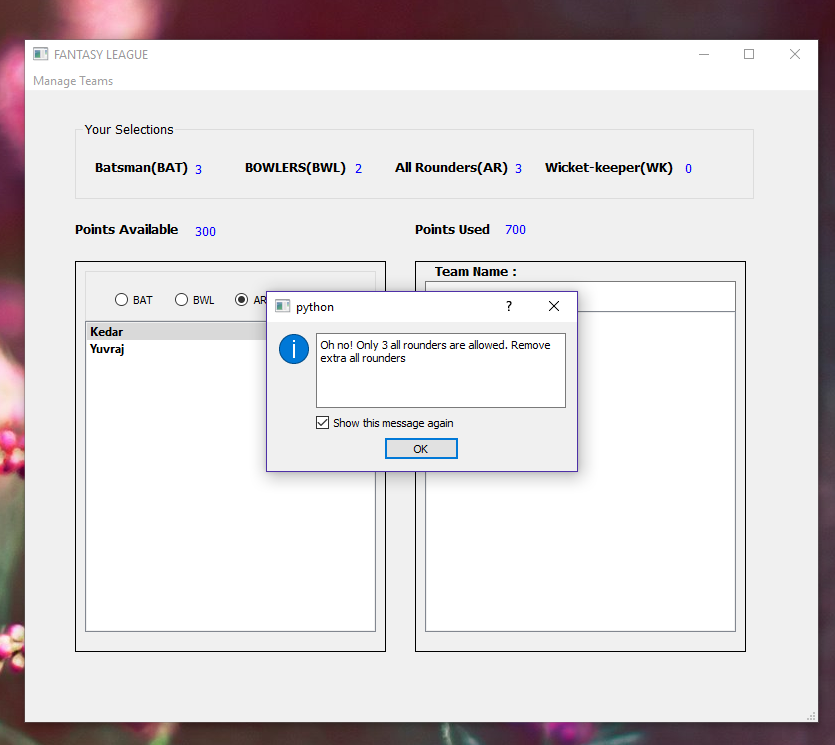 FANTASY LEAGUE
Manage Teams
Your Selections
Batsman(BAT) 3 BOWLERS(BWL) 2 All Rounders(AR) 3 Wicket-keeper(WK) 0
Points Available 300 Points Used 700
Team Name :
BAT BWL AR
python ?
Kedar
Yuvraj
Oh no! Only 3 all rounders are allowed. Remove
extra all rounders
Show this message again
OK